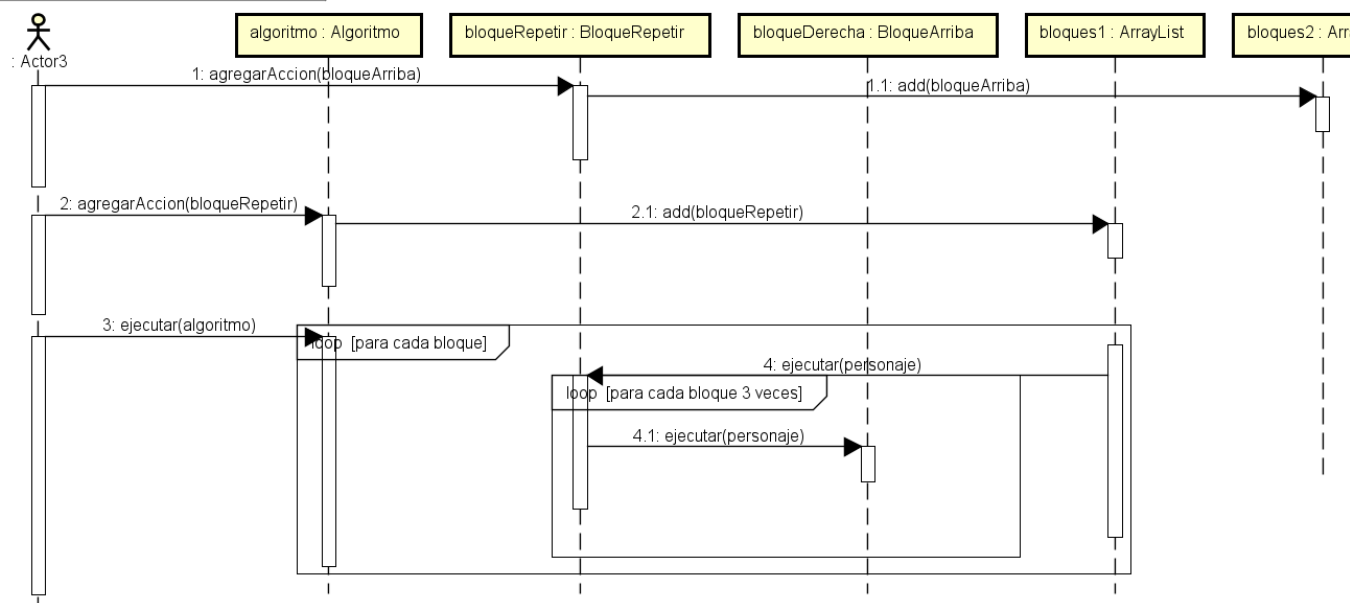 algoritmo : Algoritmo
bloqueRepetir : BloqueRepetir
bloqueDerecha : BloqueArriba
bloques1 : ArrayList
bloques2 : Arr
: Actor3
1: agregarAccion(bloqueArriba)
1.1: add(bloqueArriba)
2: agregarAccion(bloqueRepetir)
2.1: add(bloqueRepetir)
3: ejecutar(algoritmo)
loop [para cada bloque]
4: ejecutar(personaje)
loop [para cada bloque 3 veces]
4.1: ejecutar(personaje)